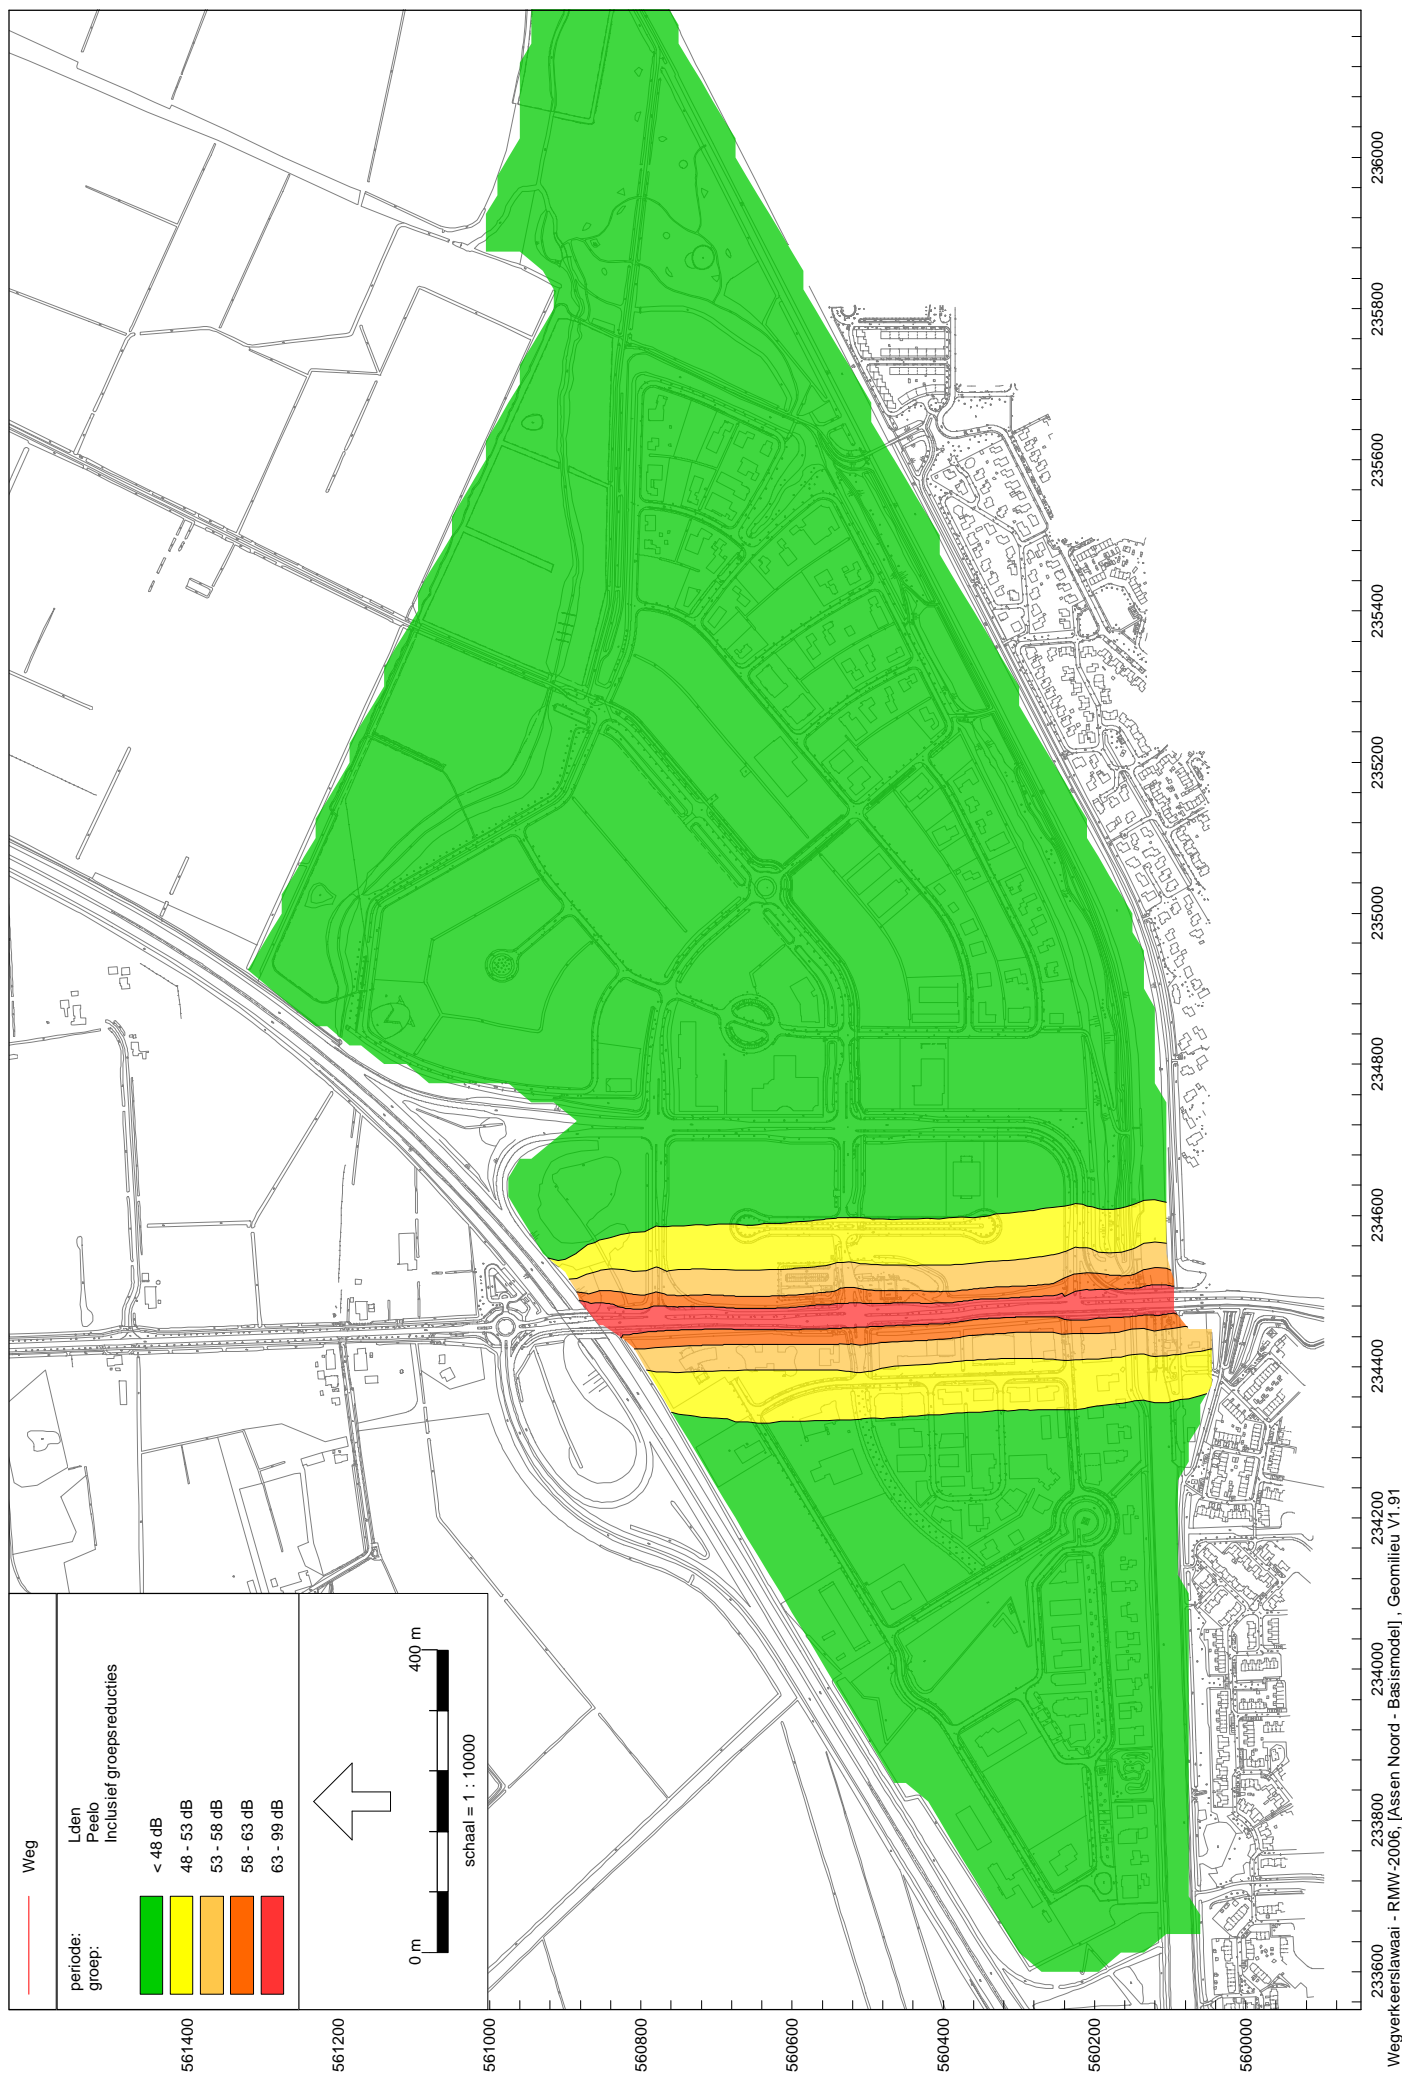 Weg
periode: Lden
groep: Peelo
Inclusief groepsreducties
< 48 dB
48 - 53 dB
53 - 58 dB
58 - 63 dB
63 - 99 dB
0 m 400 m
schaal = 1 : 10000
561400
561200
561000
560800
560600
560400
560200
560000
233600 233800 234000 234200 234400 234600 234800 235000 235200 235400 235600 235800 236000
Wegverkeerslawaai - RMW-2006, [Assen Noord - Basismodel] , Geomilieu V1.91